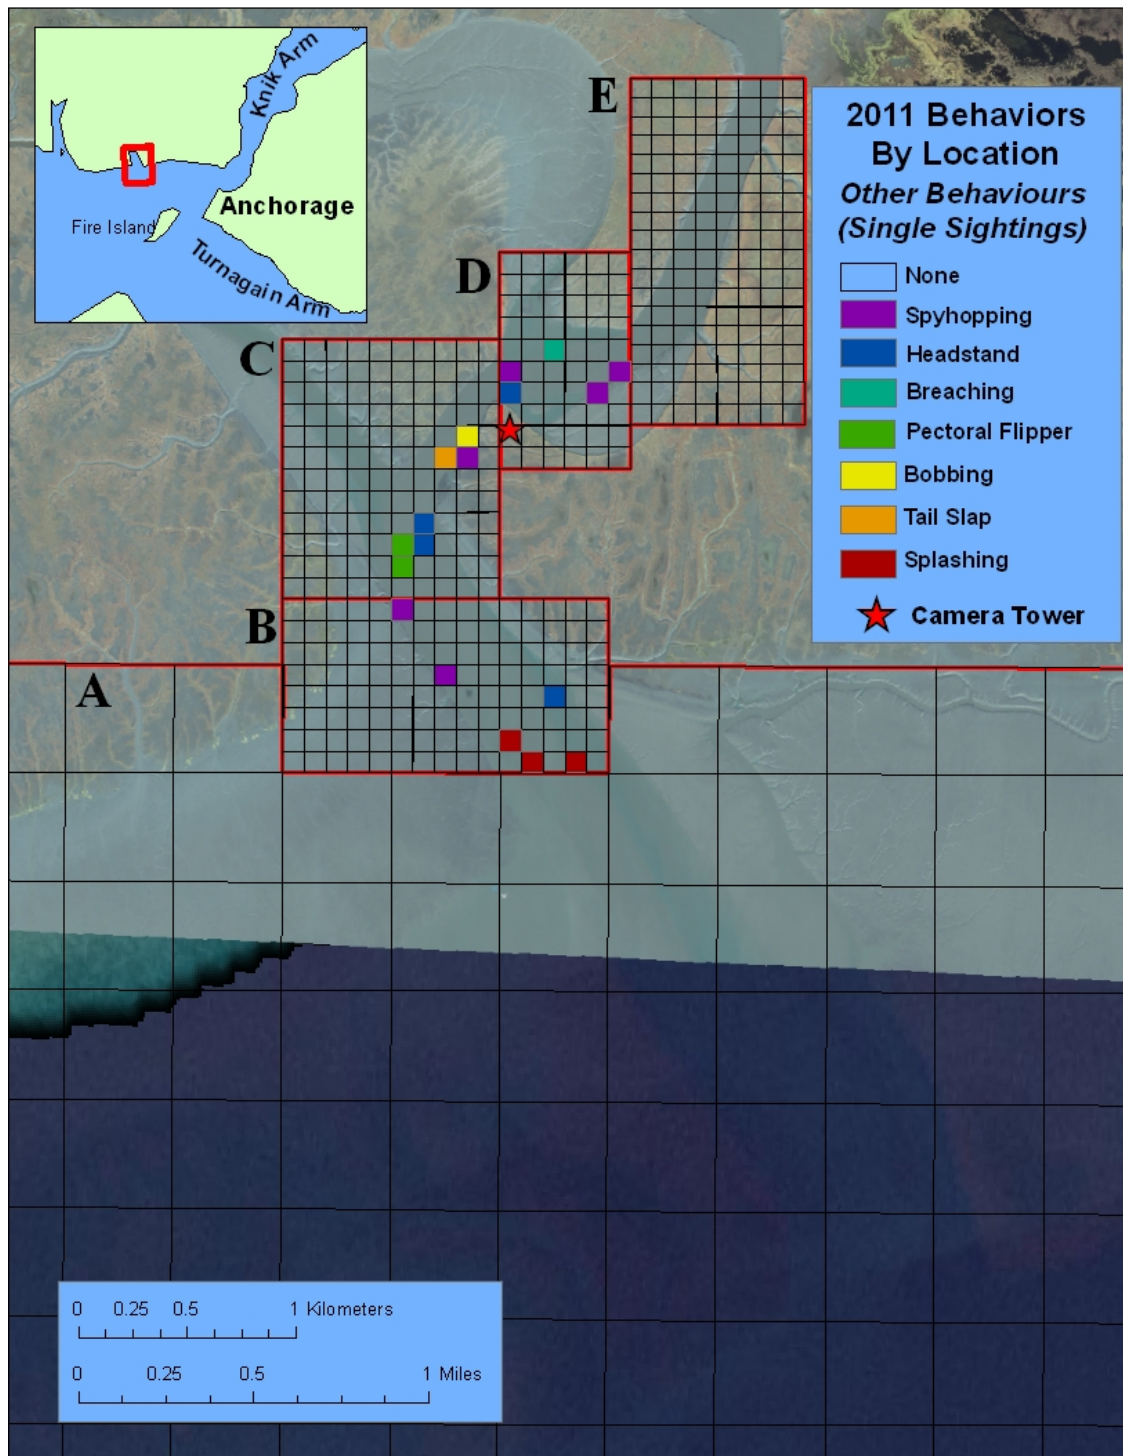 Knik Arm
Anchorage
Fire Island
Turnagain Arm
E
2011 Behaviors
By Location
Other Behaviours
(Single Sightings)
None
Spyhopping
Headstand
Breaching
Pectoral Flipper
Bobbing
Tail Slap
Splashing
Camera Tower
D
C
B
A
0 0.25 0.5 1 Kilometers
0 0.25 0.5 1 Miles